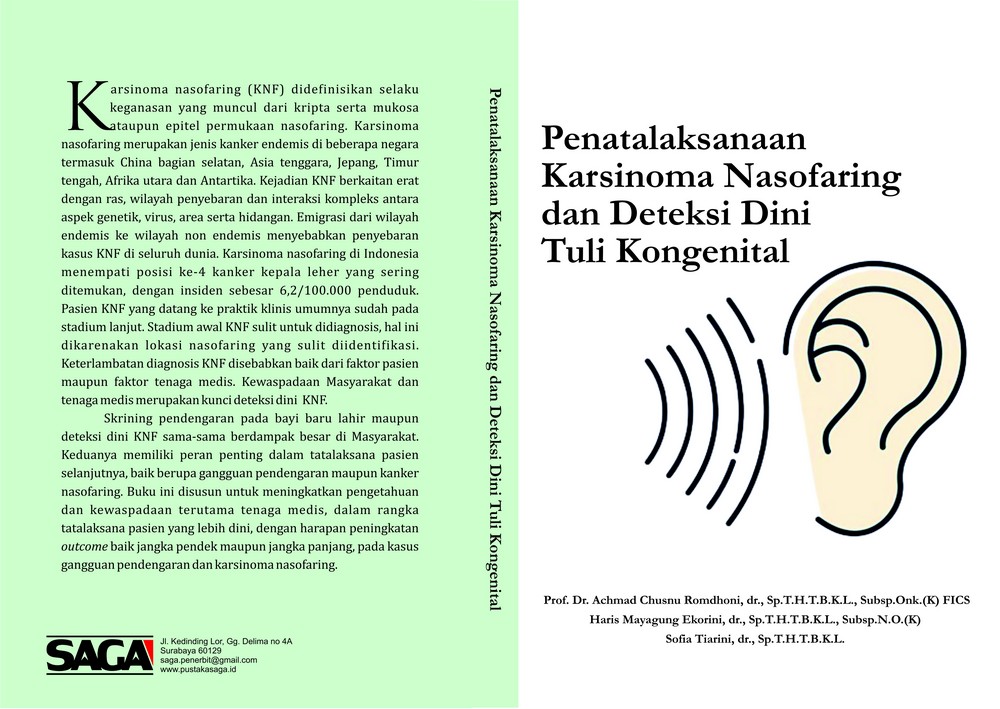 Karsinoma nasofaring (KNF) didefinisikan selaku
keganasan yang muncul dari kripta serta mukosa
ataupun epitel permukaan nasofaring. Karsinoma
nasofaring merupakan jenis kanker endemis di beberapa negara
termasuk China bagian selatan, Asia tenggara, Jepang, Timur
tengah, Afrika utara dan Antartika. Kejadian KNF berkaitan erat
dengan ras, wilayah penyebaran dan interaksi kompleks antara
aspek genetik, virus, area serta hidangan. Emigrasi dari wilayah
endemis ke wilayah non endemis menyebabkan penyebaran
kasus KNF di seluruh dunia. Karsinoma nasofaring di Indonesia
menempati posisi ke-4 kanker kepala leher yang sering
ditemukan, dengan insiden sebesar 6,2/100.000 penduduk.
Pasien KNF yang datang ke praktik klinis umumnya sudah pada
stadium lanjut. Stadium awal KNF sulit untuk didiagnosis, hal ini
dikarenakan lokasi nasofaring yang sulit diidentifikasi.
Keterlambatan diagnosis KNF disebabkan baik dari faktor pasien
maupun faktor tenaga medis. Kewaspadaan Masyarakat dan
tenaga medis merupakan kunci deteksi dini KNF.
Skrining pendengaran pada bayi baru lahir maupun
deteksi dini KNF sama-sama berdampak besar di Masyarakat.
Keduanya memiliki peran penting dalam tatalaksana pasien
selanjutnya, baik berupa gangguan pendengaran maupun kanker
nasofaring. Buku ini disusun untuk meningkatkan pengetahuan
dan kewaspadaan terutama tenaga medis, dalam rangka
tatalaksana pasien yang lebih dini, dengan harapan peningkatan
outcome baik jangka pendek maupun jangka panjang, pada kasus
gangguan pendengaran dan karsinoma nasofaring.
SAGA
Jl. Kedinding Lor, Gg. Delima no 4A
Surabaya 60129
saga.penerbit@gmail.com
www.pustakasaga.id
Penatalaksanaan Karsinoma Nasofaring dan Deteksi Dini Tuli Kongenital
Penatalaksanaan
Karsinoma Nasofaring
dan Deteksi Dini
Tuli Kongenital
Prof. Dr. Achmad Chusnu Romdhoni, dr., Sp.T.H.T.B.K.L., Subsp.Onk.(K) FICS
Haris Mayagung Ekorini, dr., Sp.T.H.T.B.K.L., Subsp.N.O.(K)
Sofia Tiarini, dr., Sp.T.H.T.B.K.L.